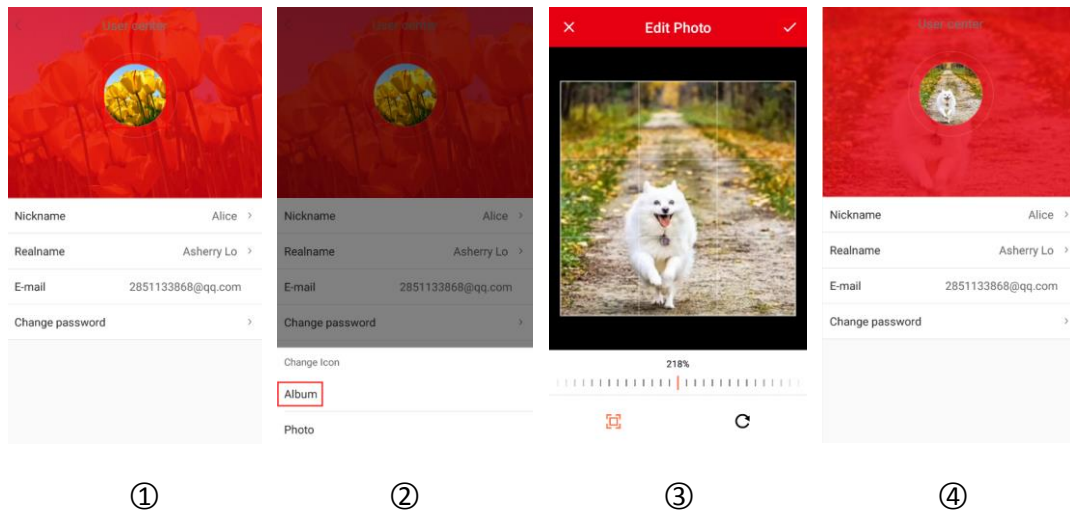 User center
Nickname
Alice
Realname
Asherry Lo
E-mail
2851133868@qq.com
Change password
User center
Nickname
Alice
Realname
Asherry Lo
E-mail
2851133868@qq.com
Change password
Change Icon
Album
Photo
Edit Photo
218%
User center
Nickname
Alice
Realname
Asherry Lo
E-mail
2851133868@qq.com
Change password
①
②
③
④